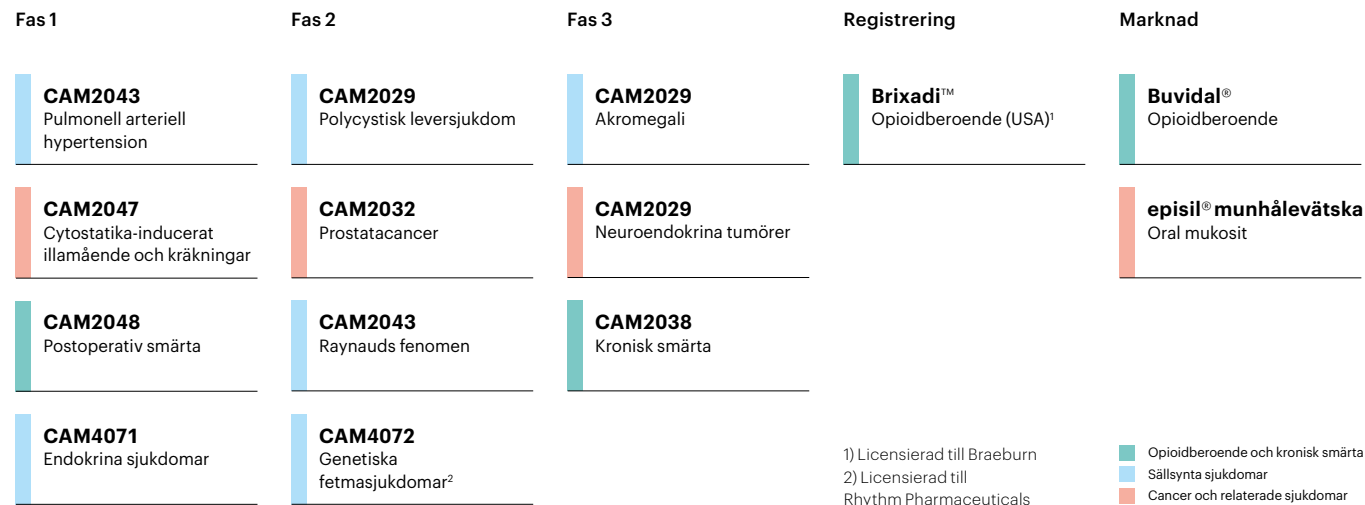 Fas 1
CAM2043
Pulmonell arteriell
hypertension
CAM2047
Cytostatika-inducerat
illamående och kräkningar
CAM2048
Postoperativ smärta
CAM4071
Endokrina sjukdomar
Fas 2
CAM2029
Polycystisk leversjukdom
CAM2032
Prostatacancer
CAM2043
Raynauds fenomen
CAM4072
Genetiska
fetmasjukdomar²
Fas 3
CAM2029
Akromegali
CAM2029
Neuroendokrina tumörer
CAM2038
Kronisk smärta
Registrering
Brixadi™
Opioidberoende (USA)¹
1) Licensierad till Braeburn
2) Licensierad till
Rhythm Pharmaceuticals
Marknad
Buvidal®
Opioidberoende
episil® munhålevätska
Oral mukosit
Opioidberoende och kronisk smärta
Sällsynta sjukdomar
Cancer och relaterade sjukdomar